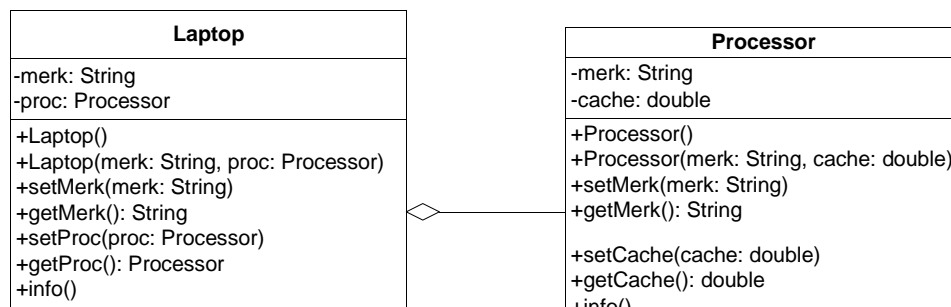 Laptop
-merk: String
-proc: Processor
+Laptop()
+Laptop(merk: String, proc: Processor)
+setMerk(merk: String)
+getMerk(): String
+setProc(proc: Processor)
+getProc(): Processor
+info()
Processor
-merk: String
-cache: double
+Processor()
+Processor(merk: String, cache: double)
+setMerk(merk: String)
+getMerk(): String
+setCache(cache: double)
+getCache(): double
+info()